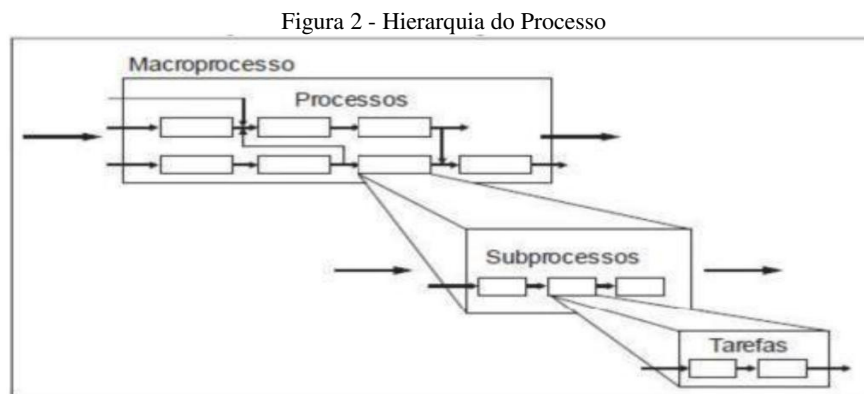 Figura 2 - Hierarquia do Processo
Macroprocesso
Processos
Subprocessos
Tarefas